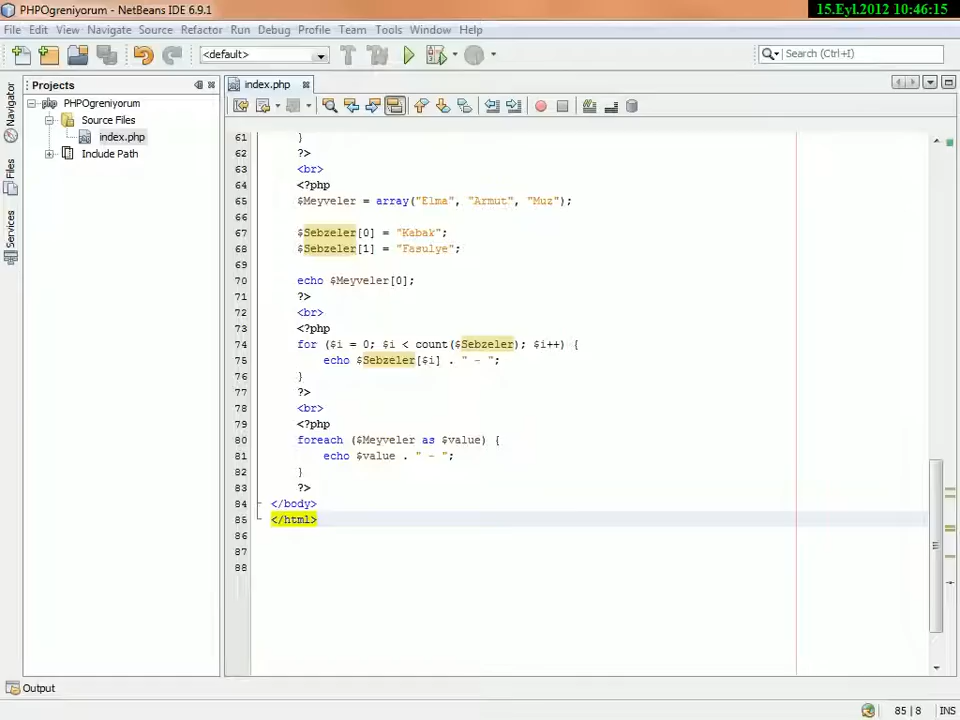 PHPOgreniyorum - NetBeans IDE 6.9.1
15.Eyl.2012 10:46:15
File Edit View Navigate Source Refactor Run Debug Profile Team Tools Window Help
<default>
Search (Ctrl+I)
Projects
index.php
Navigator
Files
Services
PHPOgreniyorum
Source Files
index.php
Include Path
61 }
62 ?>
63 <br>
64 <?php
65 $Meyveler = array("Elma", "Armut", "Muz");
66
67 $Sebzeler[0] = "Kabak";
68 $Sebzeler[1] = "Fasulye";
69
70 echo $Meyveler[0];
71 ?>
72 <br>
73 <?php
74 for ($i = 0; $i < count($Sebzeler); $i++) {
75 echo $Sebzeler[$i] . " - ";
76 }
77 ?>
78 <br>
79 <?php
80 foreach ($Meyveler as $value) {
81 echo $value . " - ";
82 }
83 ?>
84 </body>
85 </html>
86
87
88
Output
85 | 8 INS